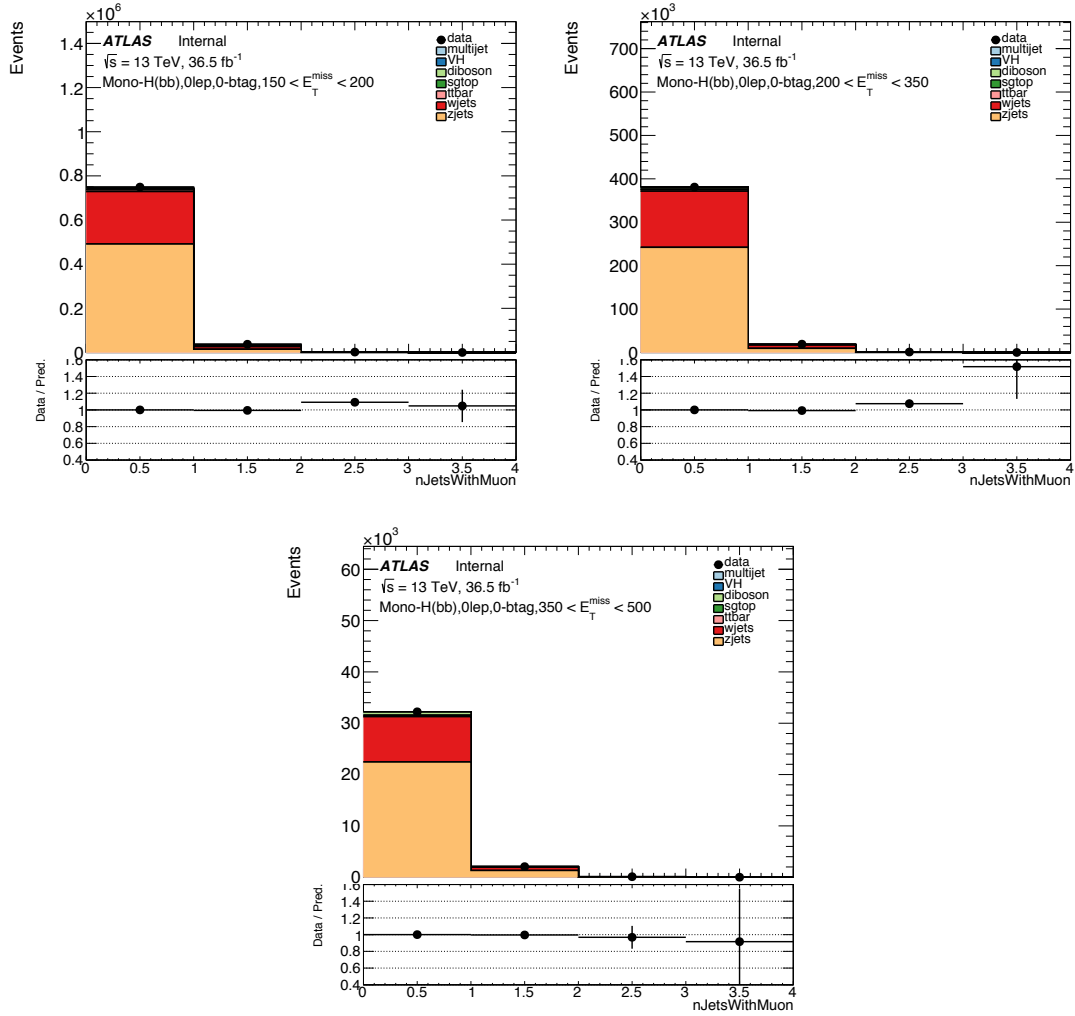 ×10⁶
Events
1.4
1.2
1
0.8
0.6
0.4
0.2
0
ATLAS Internal
√s = 13 TeV, 36.5 fb⁻¹
Mono-H(bb),0lep,0-btag,150 < E_T^miss < 200
data
multijet
VH
diboson
sgtop
ttbar
wjets
zjets
Data / Pred.
1.6
1.4
1.2
1
0.8
0.6
0.4
0 0.5 1 1.5 2 2.5 3 3.5 4
nJetsWithMuon
×10³
Events
700
600
500
400
300
200
100
0
ATLAS Internal
√s = 13 TeV, 36.5 fb⁻¹
Mono-H(bb),0lep,0-btag,200 < E_T^miss < 350
data
multijet
VH
diboson
sgtop
ttbar
wjets
zjets
Data / Pred.
1.6
1.4
1.2
1
0.8
0.6
0.4
0 0.5 1 1.5 2 2.5 3 3.5 4
nJetsWithMuon
×10³
Events
60
50
40
30
20
10
0
ATLAS Internal
√s = 13 TeV, 36.5 fb⁻¹
Mono-H(bb),0lep,0-btag,350 < E_T^miss < 500
data
multijet
VH
diboson
sgtop
ttbar
wjets
zjets
Data / Pred.
1.6
1.4
1.2
1
0.8
0.6
0.4
0 0.5 1 1.5 2 2.5 3 3.5 4
nJetsWithMuon